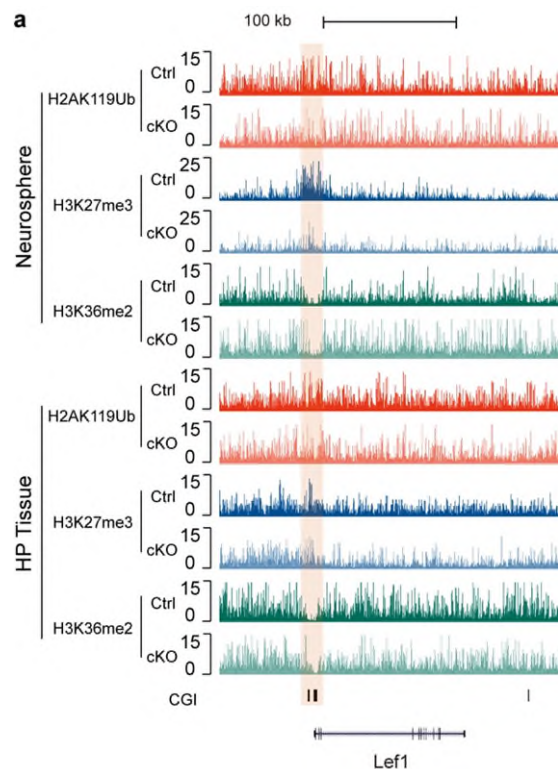 a
100 kb
Neurosphere
H2AK119Ub
Ctrl
15
0
cKO
15
0
H3K27me3
Ctrl
25
0
cKO
25
0
H3K36me2
Ctrl
15
0
cKO
15
0
HP Tissue
H2AK119Ub
Ctrl
15
0
cKO
15
0
H3K27me3
Ctrl
15
0
cKO
15
0
H3K36me2
Ctrl
15
0
cKO
15
0
CGI
Lef1